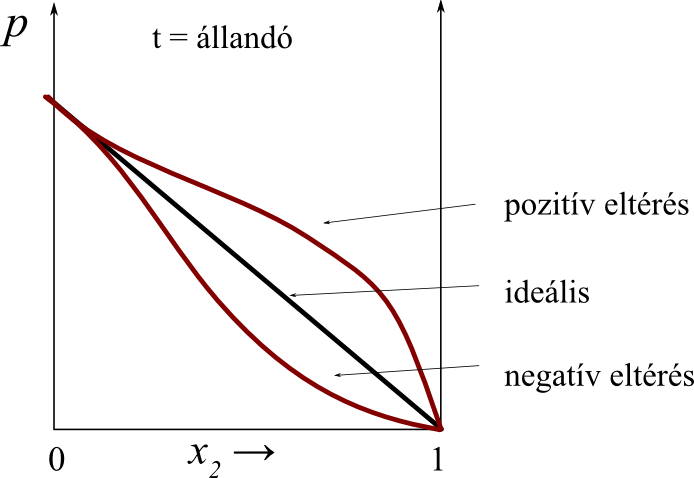 p
t = állandó
pozitív eltérés
ideális
negatív eltérés
0
x₂ →
1